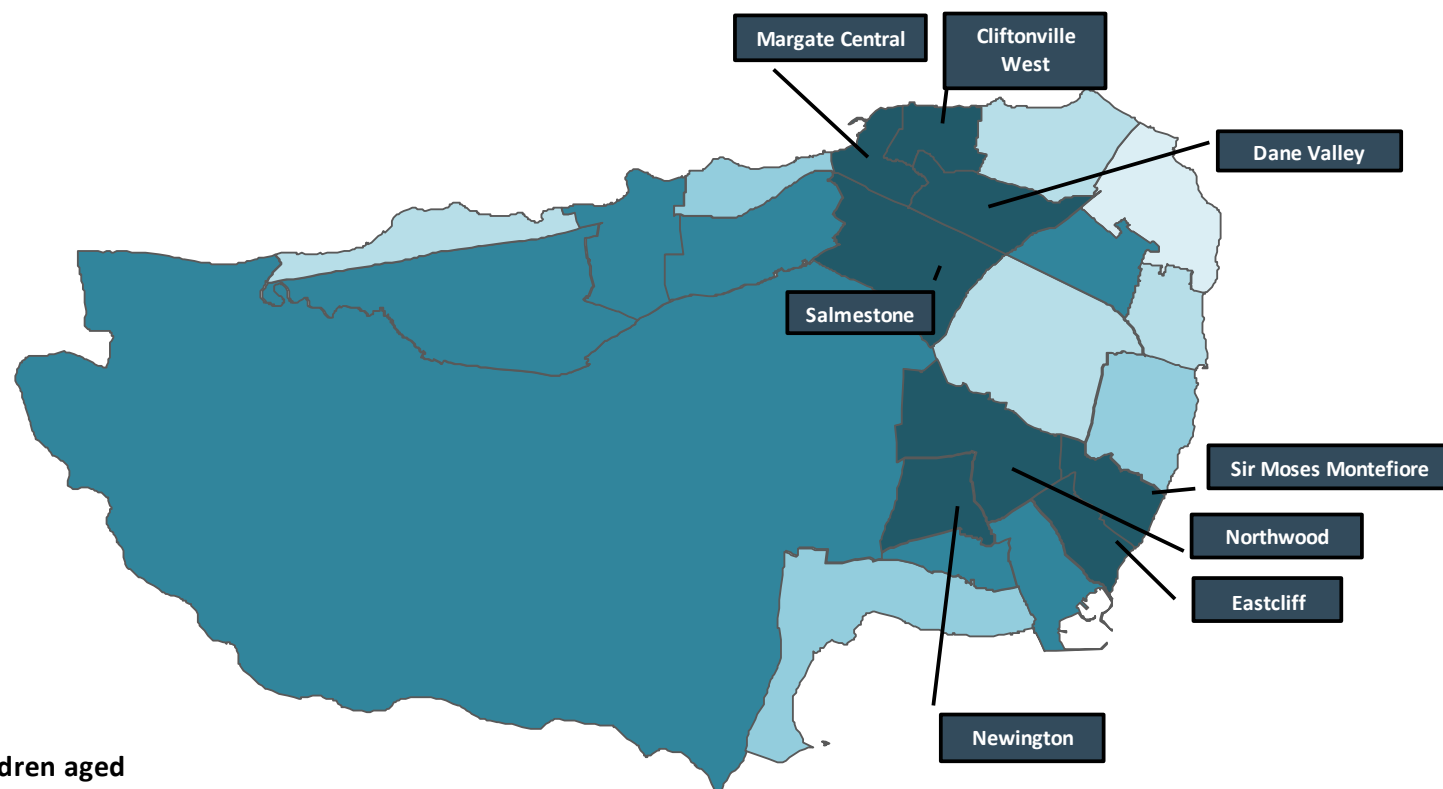 Margate Central
Cliftonville
West
Dane Valley
Salmestone
Sir Moses Montefiore
Northwood
Eastcliff
Newington
dren aged